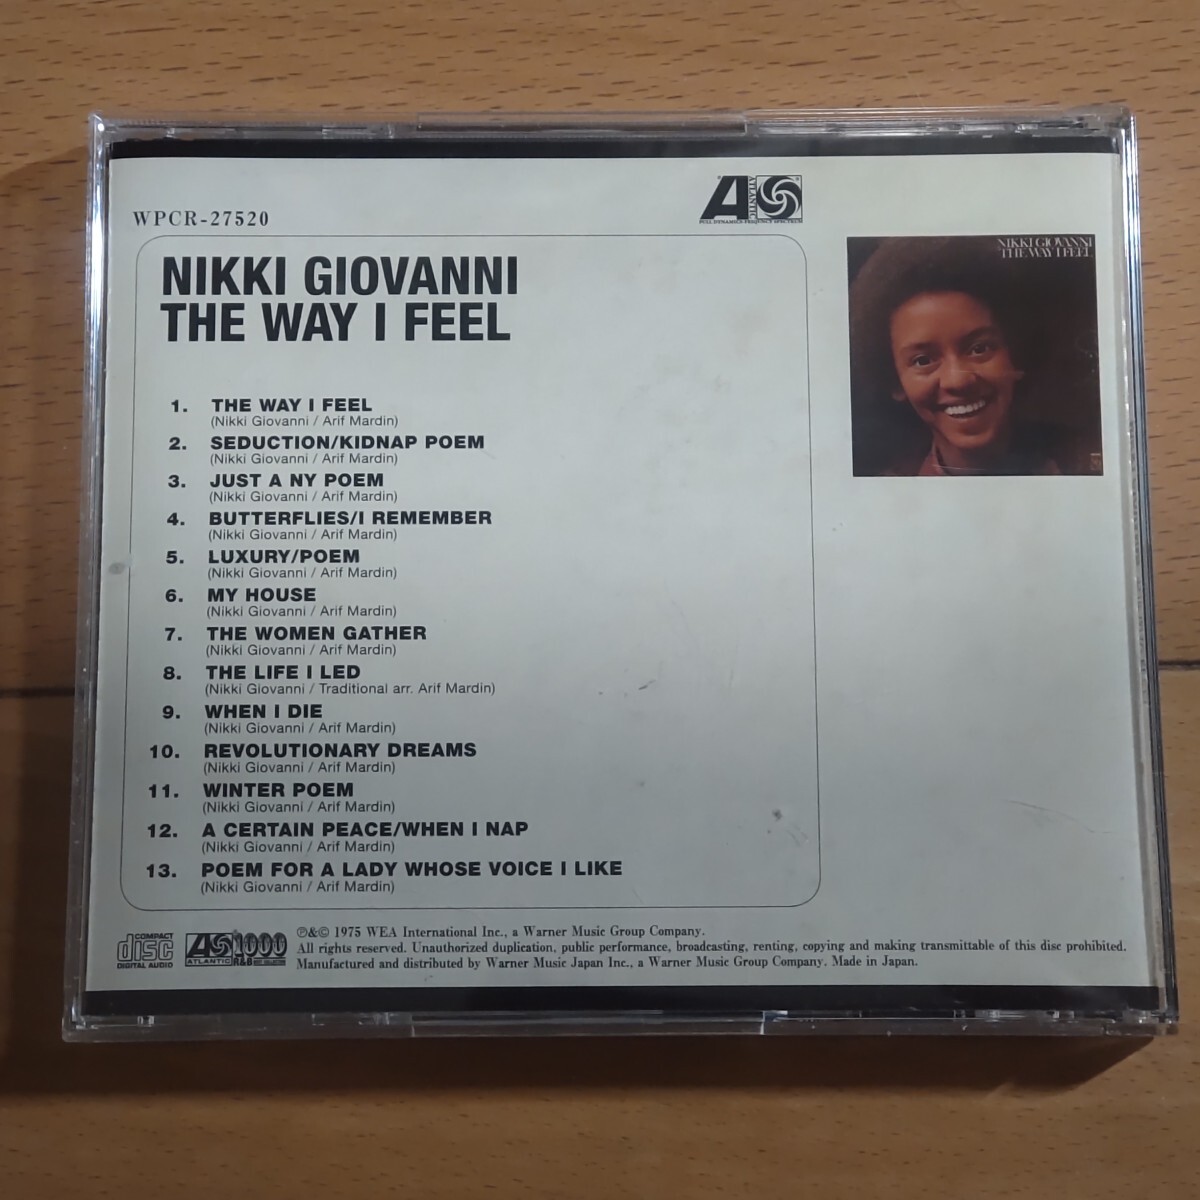 WPCR-27520
A ATLANTIC
FULL DYNAMICS-FREQUENCY SPECTRUM
NIKKI GIOVANNI
THE WAY I FEEL
NIKKI GIOVANNI
THE WAY I FEEL
1. THE WAY I FEEL
(Nikki Giovanni / Arif Mardin)
2. SEDUCTION/KIDNAP POEM
(Nikki Giovanni / Arif Mardin)
3. JUST A NY POEM
(Nikki Giovanni / Arif Mardin)
4. BUTTERFLIES/I REMEMBER
(Nikki Giovanni / Arif Mardin)
5. LUXURY/POEM
(Nikki Giovanni / Arif Mardin)
6. MY HOUSE
(Nikki Giovanni / Arif Mardin)
7. THE WOMEN GATHER
(Nikki Giovanni / Arif Mardin)
8. THE LIFE I LED
(Nikki Giovanni / Traditional arr. Arif Mardin)
9. WHEN I DIE
(Nikki Giovanni / Arif Mardin)
10. REVOLUTIONARY DREAMS
(Nikki Giovanni / Arif Mardin)
11. WINTER POEM
(Nikki Giovanni / Arif Mardin)
12. A CERTAIN PEACE/WHEN I NAP
(Nikki Giovanni / Arif Mardin)
13. POEM FOR A LADY WHOSE VOICE I LIKE
(Nikki Giovanni / Arif Mardin)
COMPACT
disc
DIGITAL AUDIO
ATLANTIC
1000
R&B BEST COLLECTION
℗&© 1975 WEA International Inc., a Warner Music Group Company.
All rights reserved. Unauthorized duplication, public performance, broadcasting, renting, copying and making transmittable of this disc prohibited.
Manufactured and distributed by Warner Music Japan Inc., a Warner Music Group Company. Made in Japan.